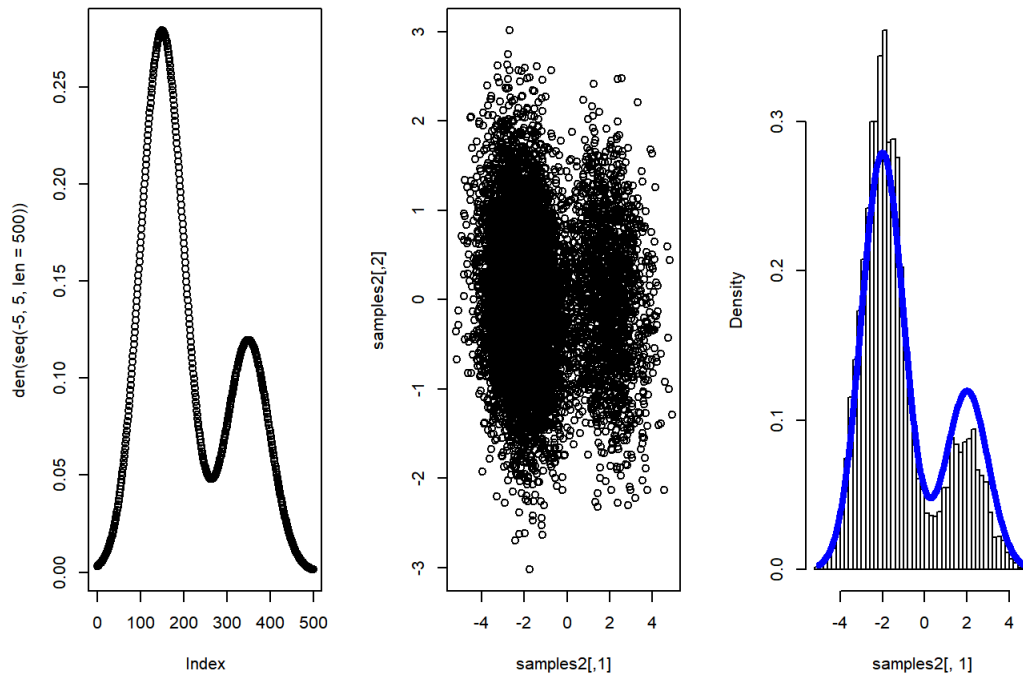 den(seq(-5, 5, len = 500))
0.00
0.05
0.10
0.15
0.20
0.25
0 100 200 300 400 500
Index
samples2[,2]
-3
-2
-1
0
1
2
3
-4 -2 0 2 4
samples2[,1]
Density
0.0
0.1
0.2
0.3
-4 -2 0 2 4
samples2[, 1]